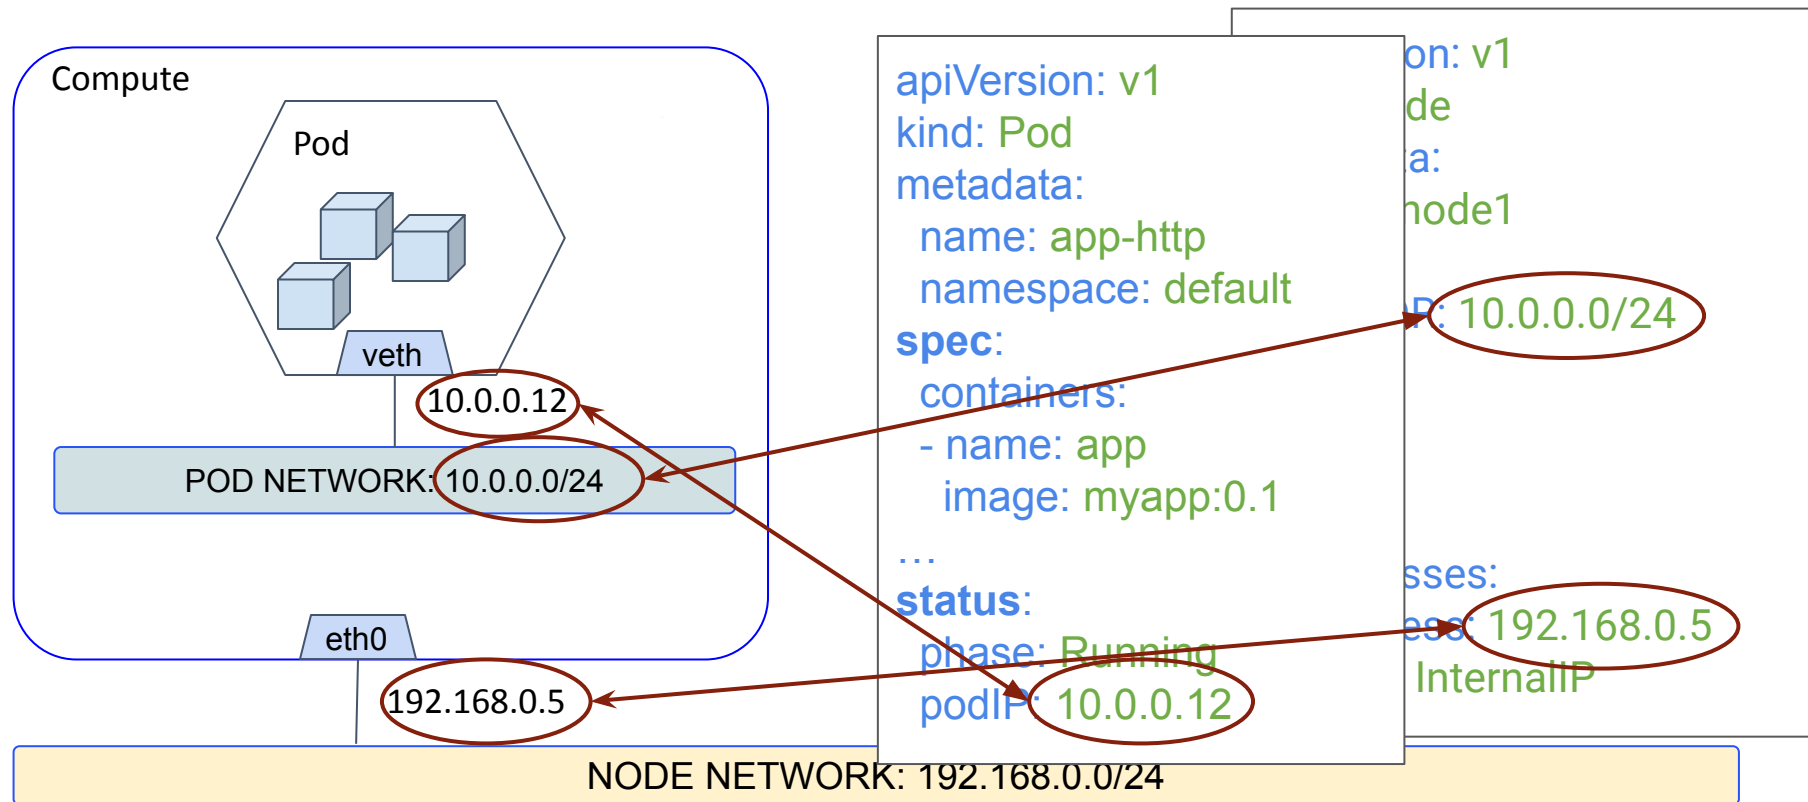 Compute
Pod
veth
10.0.0.12
POD NETWORK: 10.0.0.0/24
eth0
192.168.0.5
NODE NETWORK: 192.168.0.0/24
apiVersion: v1
kind: Pod
metadata:
name: app-http
namespace: default
spec:
containers:
- name: app
image: myapp:0.1
…
status:
phase: Running
podIP: 10.0.0.12
on: v1
de
a:
node1
R: 10.0.0.0/24
sses:
ess: 192.168.0.5
InternalIP